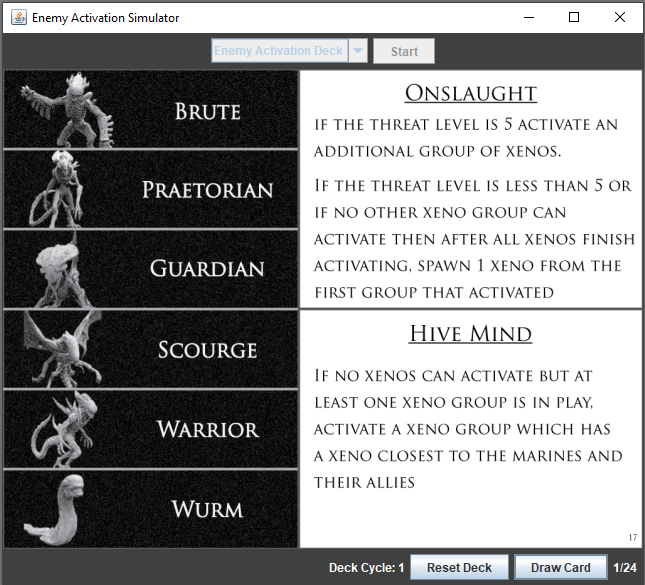 Enemy Activation Simulator
Enemy Activation Deck
Start
Brute
Praetorian
Guardian
Scourge
Warrior
Wurm
Onslaught
if the threat level is 5 activate an
additional group of xenos.
If the threat level is less than 5 or
if no other xeno group can
activate then after all xenos finish
activating, spawn 1 xeno from the
first group that activated
Hive Mind
If no xenos can activate but at
least one xeno group is in play,
activate a xeno group which has
a xeno closest to the marines and
their allies
17
Deck Cycle: 1
Reset Deck
Draw Card
1/24